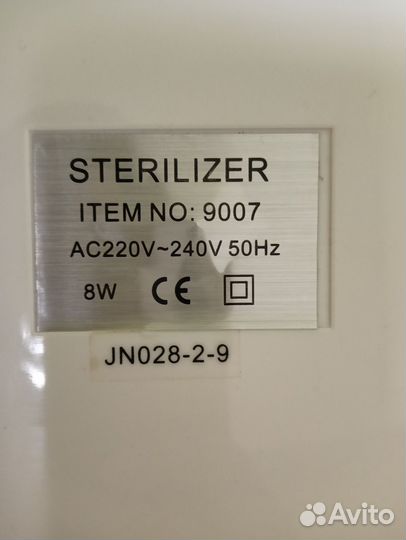 STERILIZER
ITEM NO: 9007
AC220V~240V 50Hz
8W CE
JN028-2-9
Avito